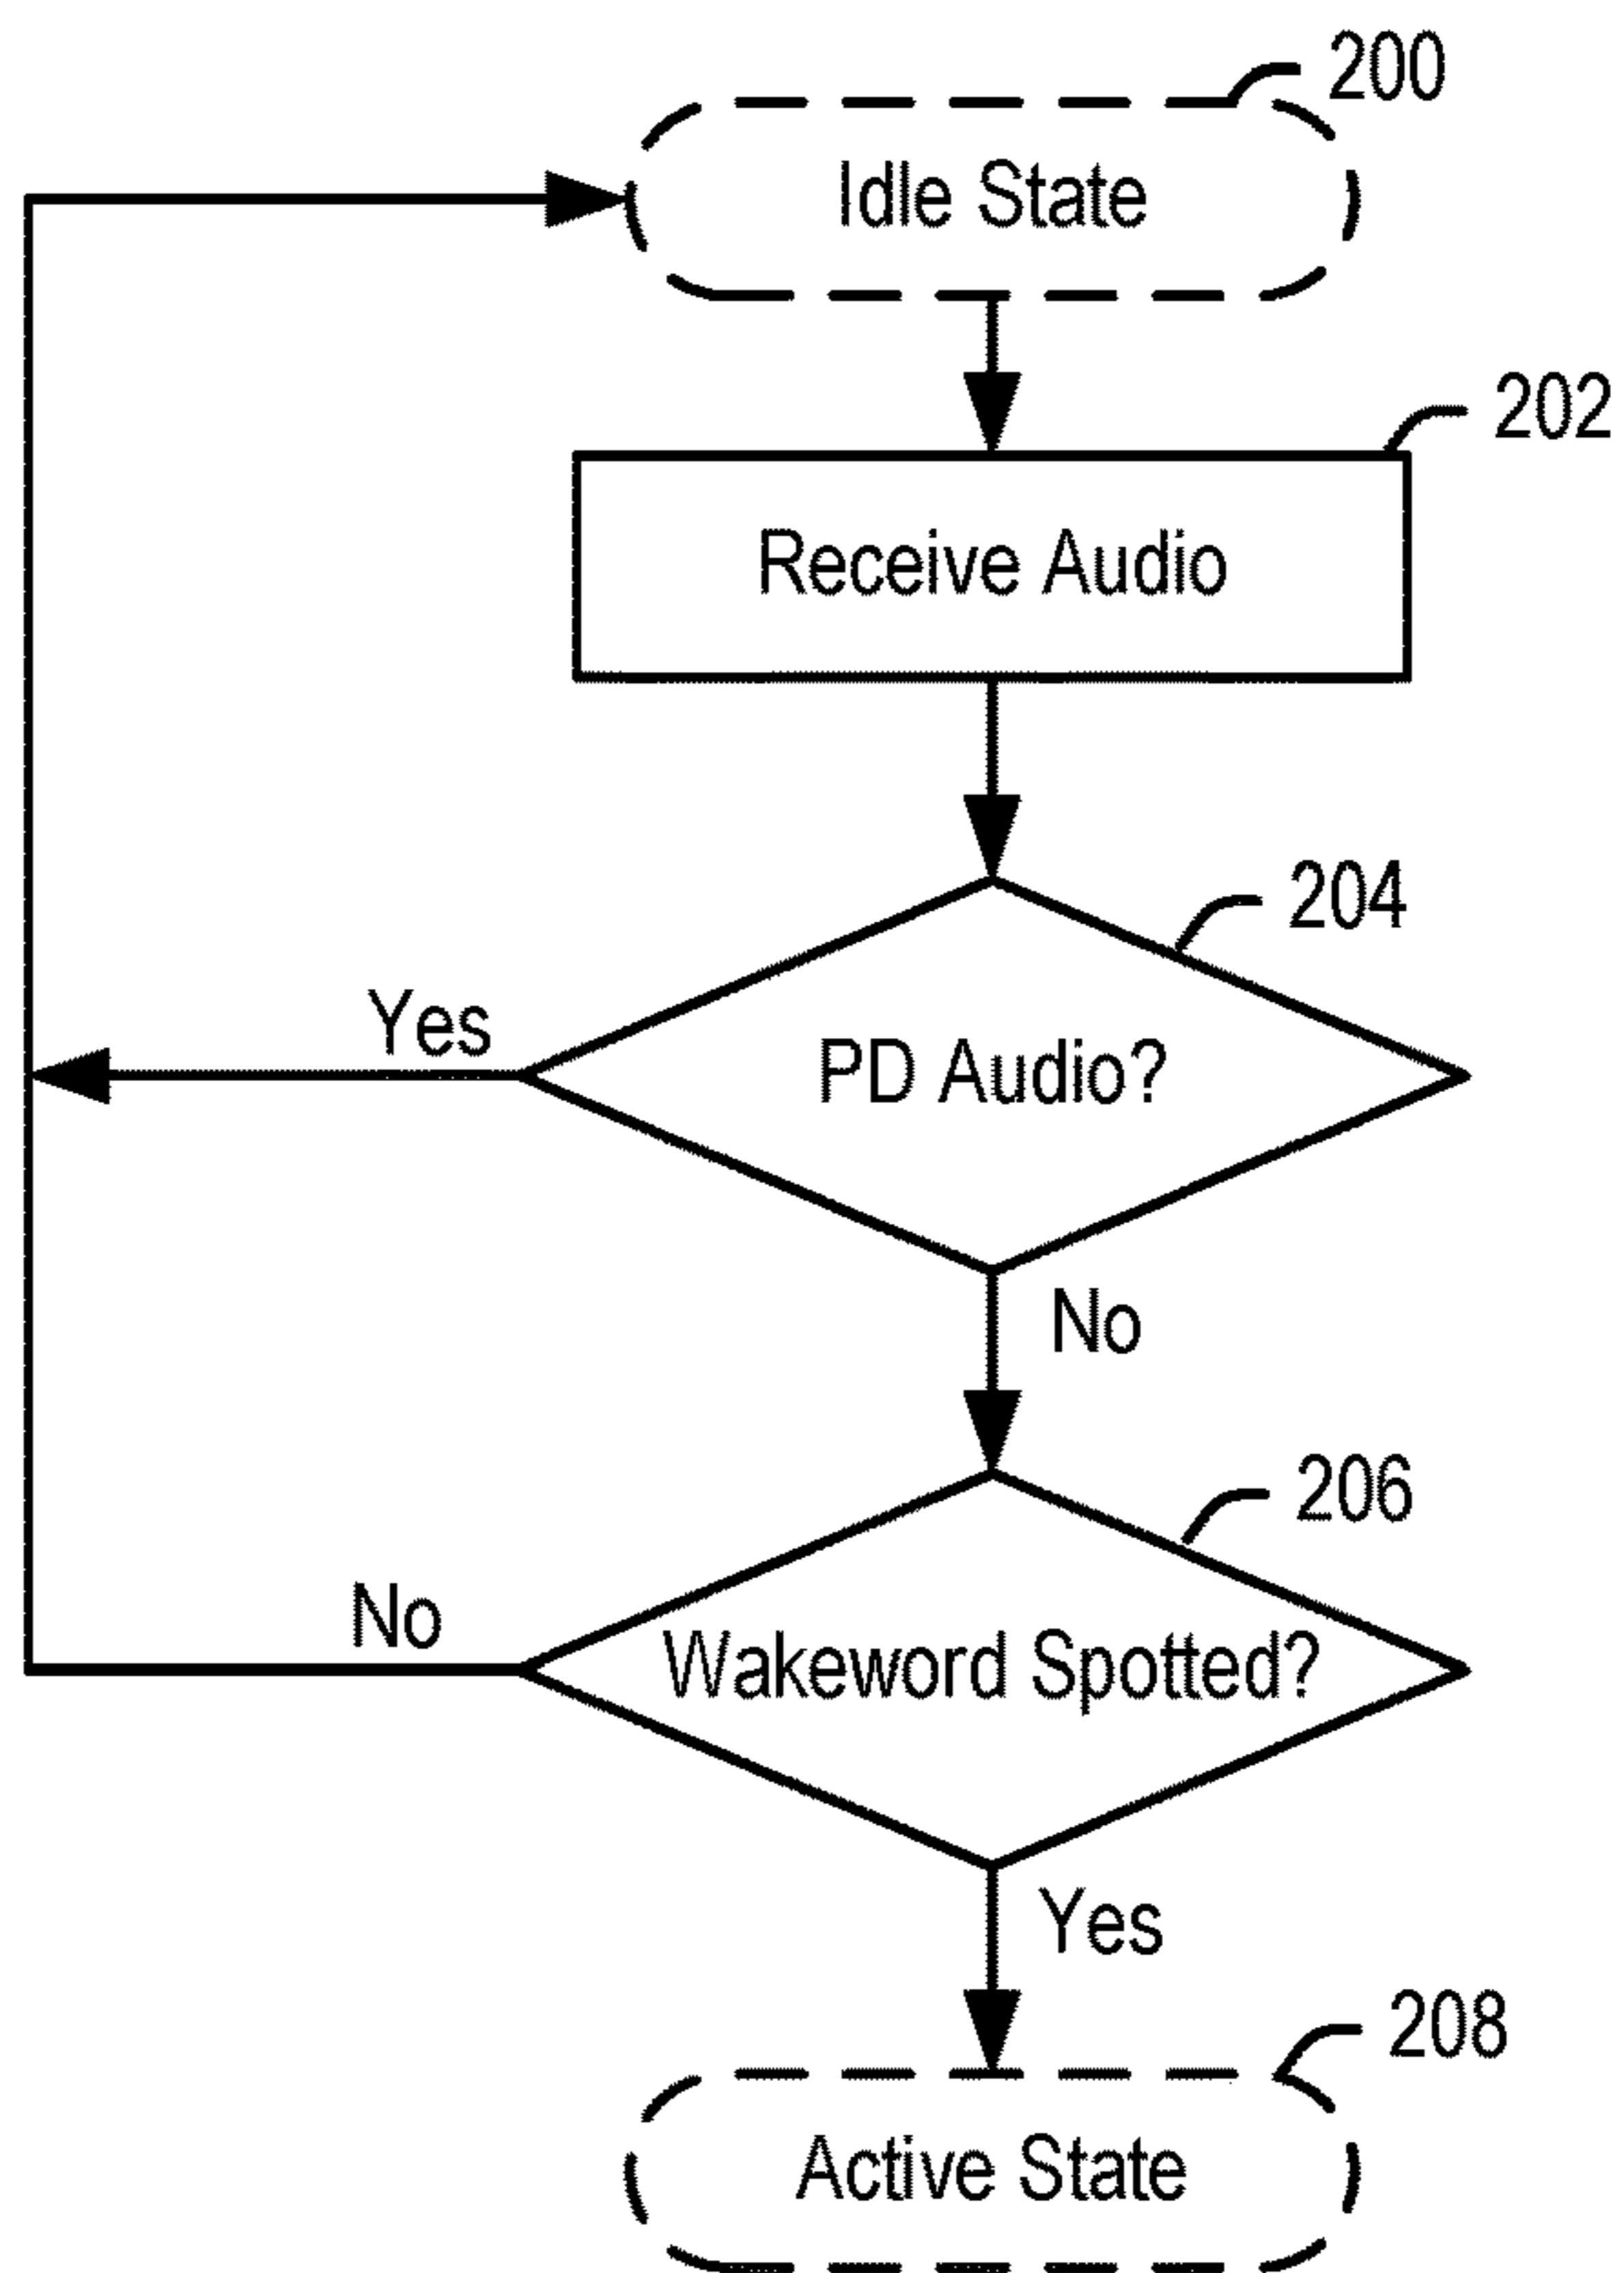 200
Idle State
202
Receive Audio
204
Yes
PD Audio?
No
206
No
Wakeword Spotted?
Yes
208
Active State